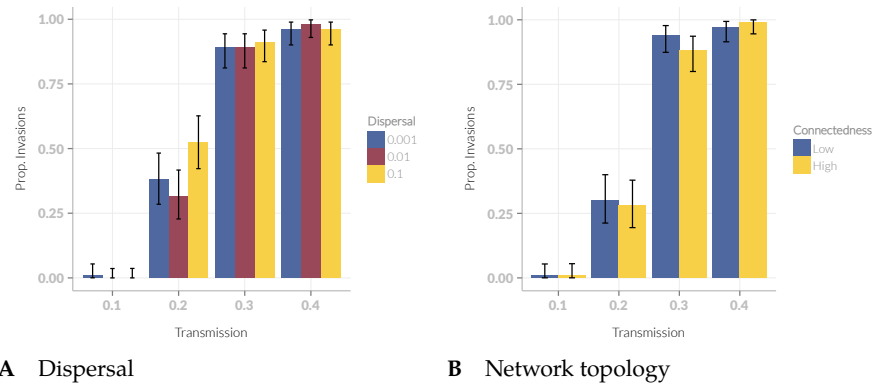 1.00
0.75
0.50
0.25
0.00
Prop. Invasions
0.1 0.2 0.3 0.4
Transmission
Dispersal
0.001
0.01
0.1
A Dispersal
1.00
0.75
0.50
0.25
0.00
Prop. Invasions
0.1 0.2 0.3 0.4
Transmission
Connectedness
Low
High
B Network topology